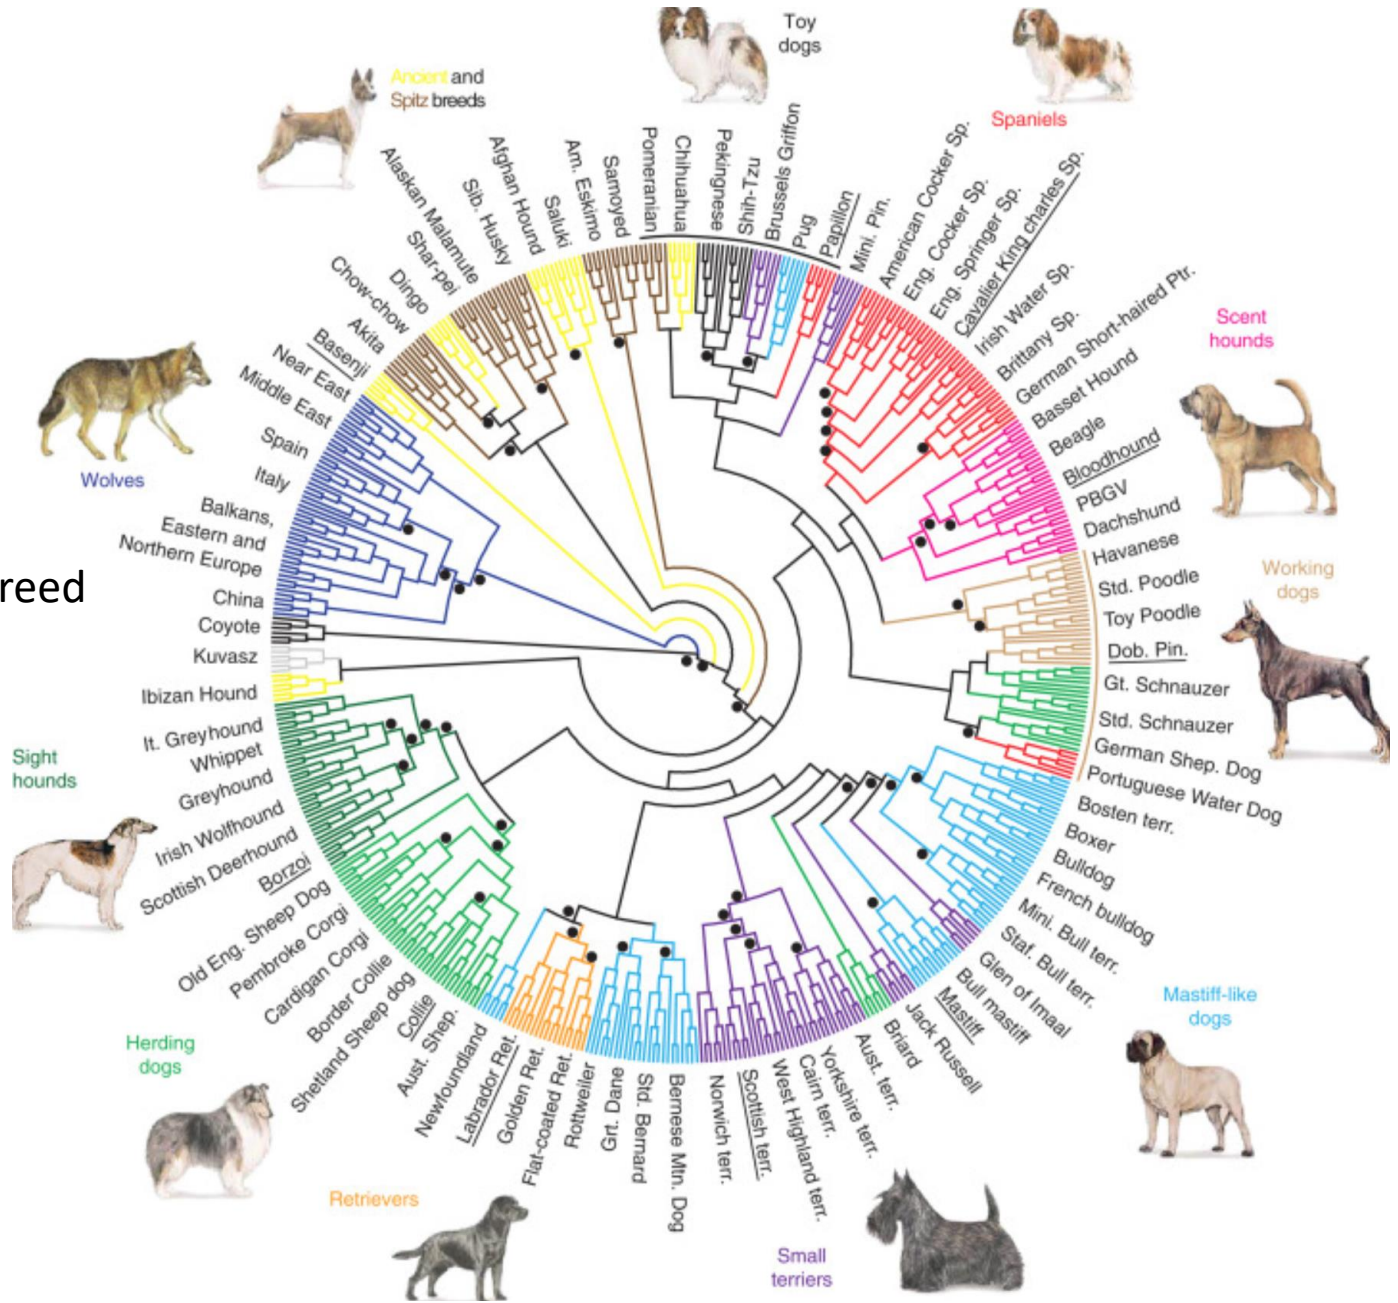 Toy
dogs
Spaniels
Ancient and
Spitz breeds
Scent
hounds
Wolves
reed
Working
dogs
Sight
hounds
Mastiff-like
dogs
Herding
dogs
Retrievers
Small
terriers
Basenji
Akita
Chow-chow
Dingo
Shar-pei
Alaskan Malamute
Sib. Husky
Afghan Hound
Saluki
Am. Eskimo
Samoyed
Pomeranian
Chihuahua
Pekingnese
Shih-Tzu
Brussels Griffon
Pug
Papillon
Mini. Pin.
American Cocker Sp.
Eng. Cocker Sp.
Eng. Springer Sp.
Cavalier King charles Sp.
Irish Water Sp.
Brittany Sp.
German Short-haired Ptr.
Basset Hound
Beagle
Bloodhound
PBGV
Dachshund
Havanese
Std. Poodle
Toy Poodle
Dob. Pin.
Gt. Schnauzer
Std. Schnauzer
German Shep. Dog
Portuguese Water Dog
Bosten terr.
Boxer
Bulldog
French bulldog
Mini. Bull terr.
Staf. Bull terr.
Glen of Imaal
Bull mastiff
Mastiff
Jack Russell
Briard
Aust. terr.
Yorkshire terr.
Cairn terr.
West Highland terr.
Scottish terr.
Norwich terr.
Bernese Mtn. Dog
Std. Bernard
Grt. Dane
Rottweiler
Flat-coated Ret.
Golden Ret.
Labrador Ret.
Newfoundland
Aust. Shep.
Collie
Shetland Sheep dog
Border Collie
Cardigan Corgi
Pembroke Corgi
Old Eng. Sheep Dog
Borzoi
Scottish Deerhound
Irish Wolfhound
Greyhound
Whippet
It. Greyhound
Ibizan Hound
Kuvasz
Coyote
China
Balkans,
Eastern and
Northern Europe
Italy
Spain
Middle East
Near East